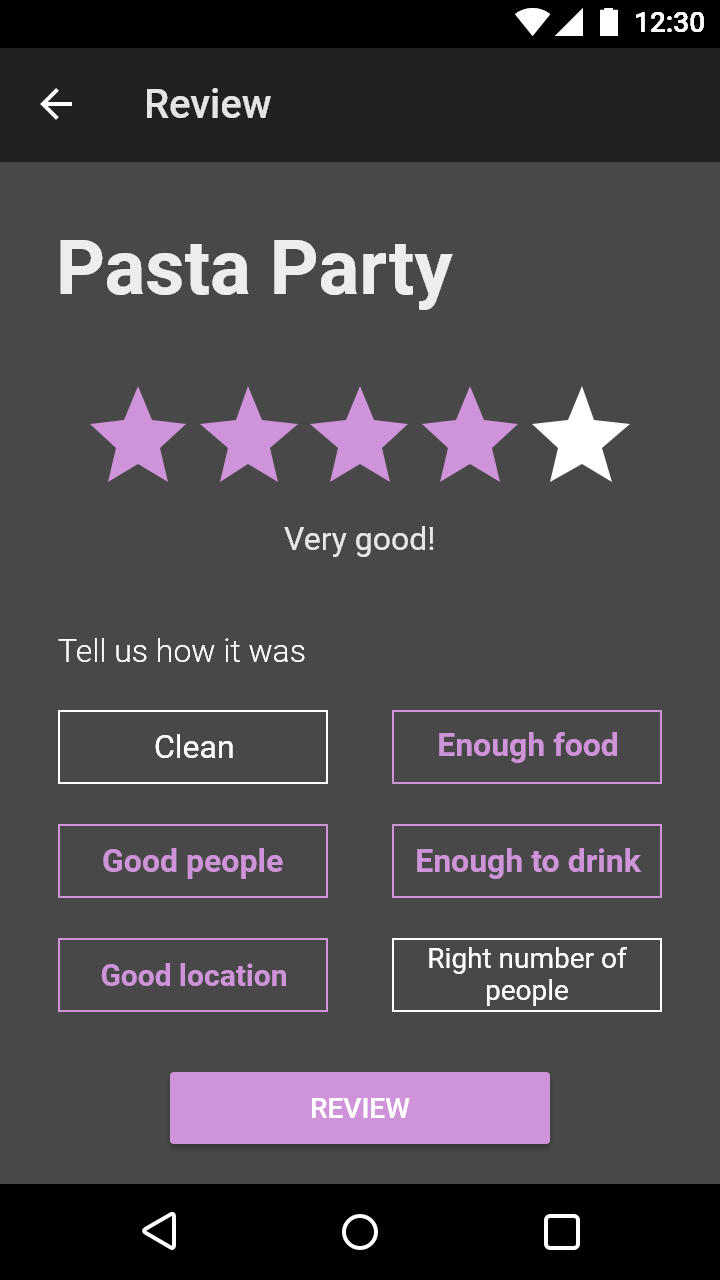 12:30
Review
Pasta Party
Very good!
Tell us how it was
Clean
Enough food
Good people
Enough to drink
Good location
Right number of
people
REVIEW